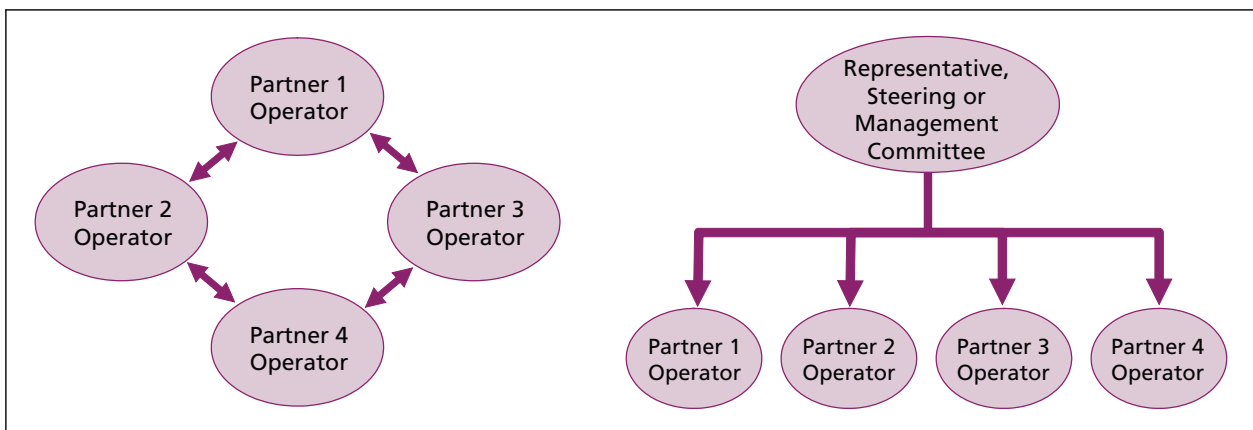 Partner 1
Operator
Partner 2
Operator
Partner 3
Operator
Partner 4
Operator
Representative,
Steering or
Management
Committee
Partner 1
Operator
Partner 2
Operator
Partner 3
Operator
Partner 4
Operator